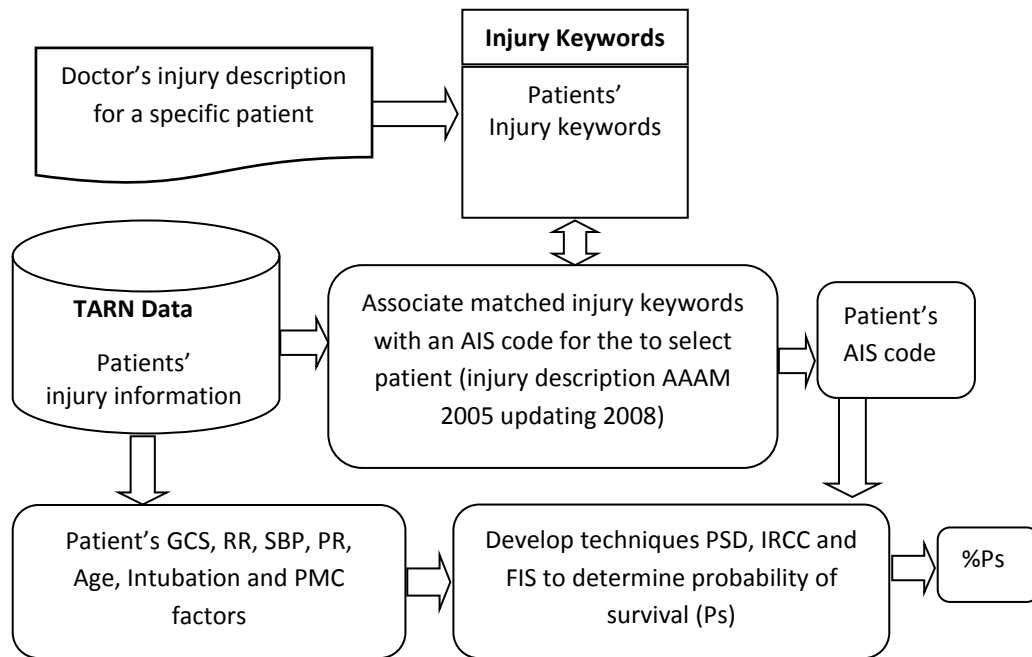 Doctor's injury description
for a specific patient
Injury Keywords
Patients'
Injury keywords
TARN Data
Patients'
injury information
Associate matched injury keywords
with an AIS code for the to select
patient (injury description AAAM
2005 updating 2008)
Patient's
AIS code
Patient's GCS, RR, SBP, PR,
Age, Intubation and PMC
factors
Develop techniques PSD, IRCC and
FIS to determine probability of
survival (Ps)
%Ps